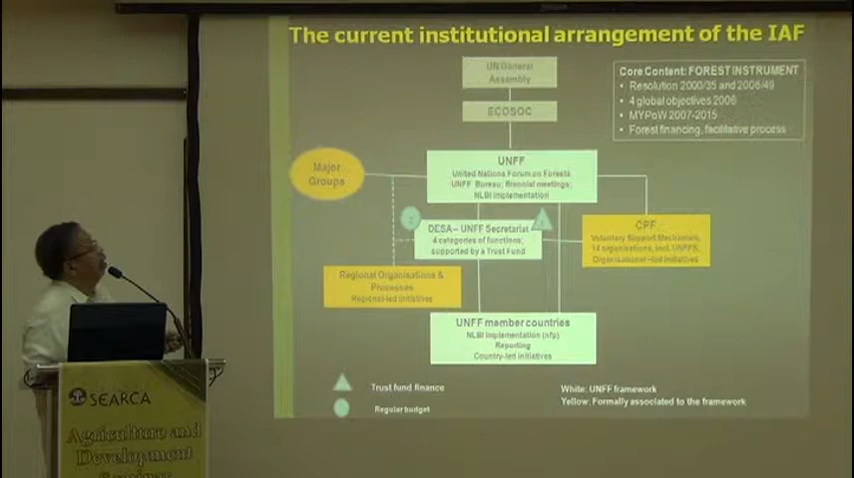 The current institutional arrangement of the IAF
UN General
Assembly
ECOSOC
Core Content: FOREST INSTRUMENT
• Resolution 2000/35 and 2006/49
• 4 global objectives 2006
• MYPoW 2007-2015
• Forest financing, facilitative process
Major
Groups
UNFF
United Nations Forum on Forests
UNFF Bureau; Biennial meetings;
NLBI implementation
DESA – UNFF Secretariat
4 categories of functions;
supported by a Trust Fund
CPF
Voluntary Support Mechanism,
14 organisations, incl. UNFFS,
Organisational-led initiatives
Regional Organisations &
Processes
Regional-led initiatives
UNFF member countries
NLBI implementation (nfp)
Reporting
Country-led initiatives
Trust fund finance
Regular budget
White: UNFF framework
Yellow: Formally associated to the framework
SEARCA
Agriculture and
Development
Seminar